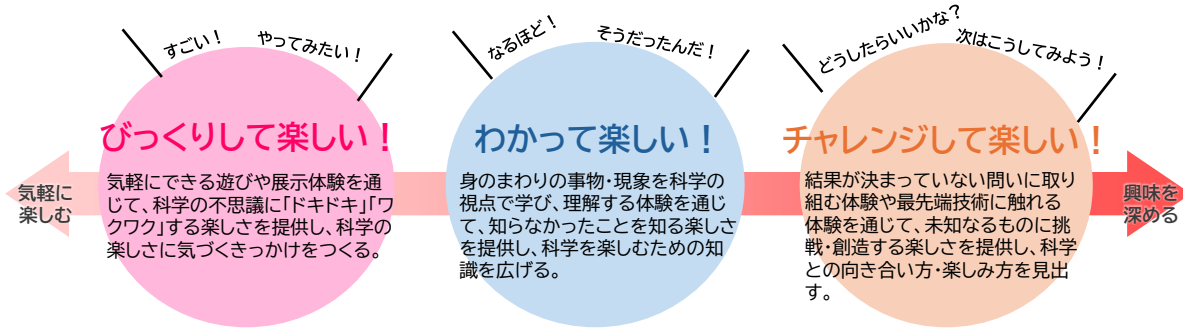 すごい！
やってみたい！
びっくりして楽しい！
気軽にできる遊びや展示体験を通
じて、科学の不思議に「ドキドキ」「ワ
クワク」する楽しさを提供し、科学の
楽しさに気づくきっかけをつくる。
なるほど！
そうだったんだ！
わかって楽しい！
身のまわりの事物・現象を科学の
視点で学び、理解する体験を通じ
て、知らなかったことを知る楽しさ
を提供し、科学を楽しむための知
識を広げる。
どうしたらいいかな？
次はこうしてみよう！
チャレンジして楽しい！
結果が決まっていない問いに取り
組む体験や最先端技術に触れる
体験を通じて、未知なるものに挑
戦・創造する楽しさを提供し、科学
との向き合い方・楽しみ方を見出
す。
気軽に
楽しむ
興味を
深める